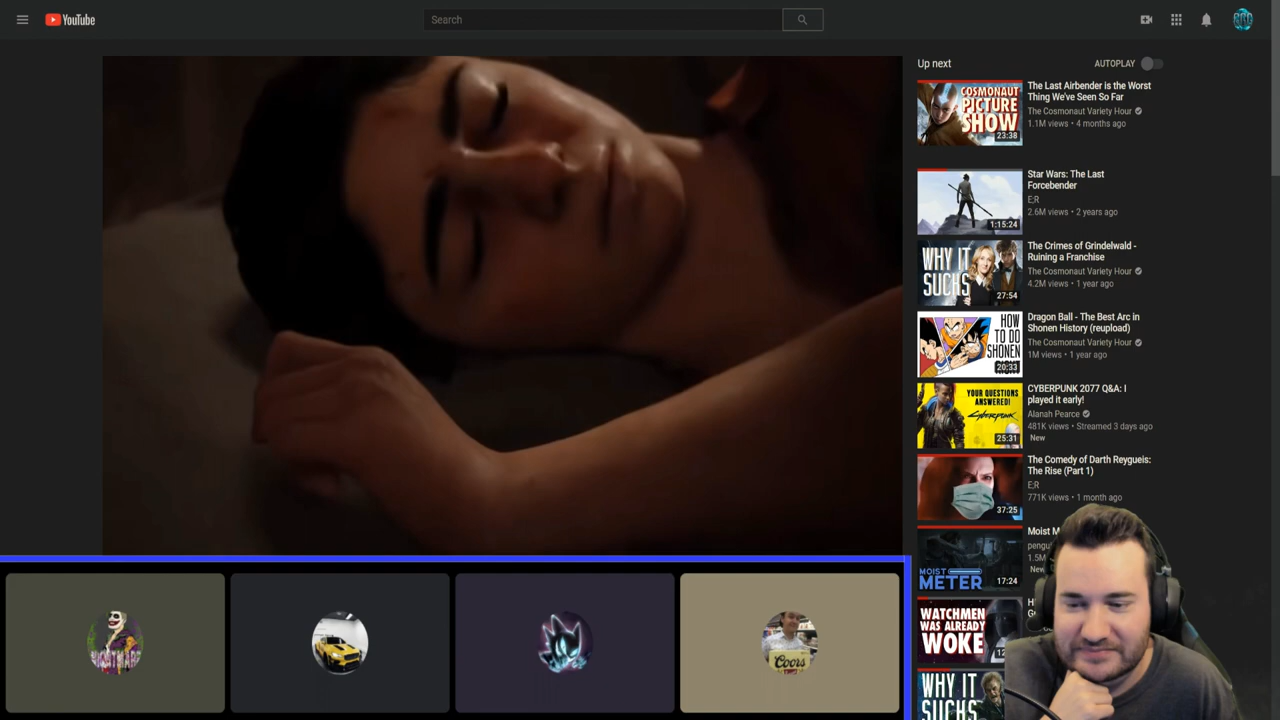 YouTube
Search
Up next
AUTOPLAY
COSMONAUT
PICTURE
SHOW
23:38
The Last Airbender is the Worst
Thing We've Seen So Far
The Cosmonaut Variety Hour
1.1M views • 4 months ago
1:15:24
Star Wars: The Last
Forcebender
E;R
2.6M views • 2 years ago
WHY IT
SUCKS
27:54
The Crimes of Grindelwald -
Ruining a Franchise
The Cosmonaut Variety Hour
4.2M views • 1 year ago
HOW
TO DO
SHONEN
RIGHT
20:33
Dragon Ball - The Best Arc in
Shonen History (reupload)
The Cosmonaut Variety Hour
1M views • 1 year ago
YOUR QUESTIONS
ANSWERED!
25:31
CYBERPUNK 2077 Q&A: I
played it early!
Alanah Pearce
481K views • Streamed 3 days ago
New
37:25
The Comedy of Darth Reygueis:
The Rise (Part 1)
E;R
771K views • 1 month ago
MOIST
METER
17:24
Moist M
pengu
1.5M
New
WATCHMEN
WAS ALREADY
WOKE
WHY IT
SUCKS
NIGHTMARE
Coors